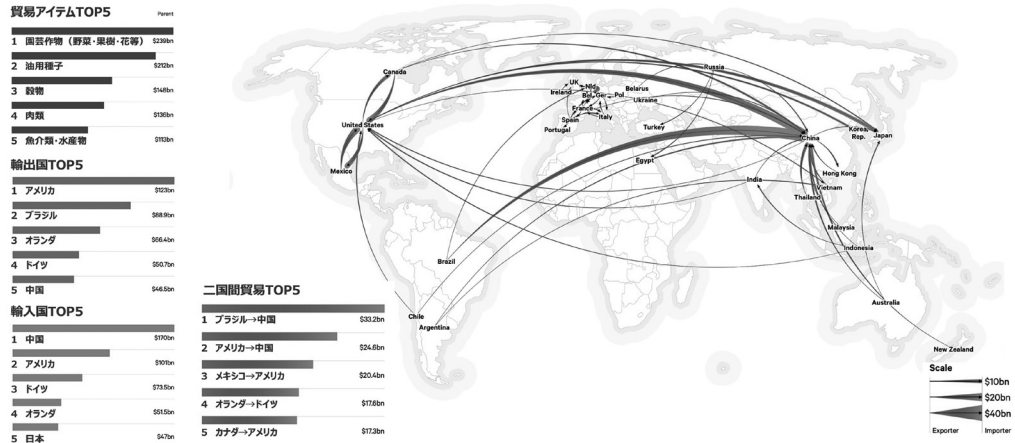 貿易アイテムTOP5
Parent
1 園芸作物（野菜・果樹・花等） $239bn
2 油用種子 $212bn
3 穀物 $148bn
4 肉類 $136bn
5 魚介類・水産物 $113bn
輸出国TOP5
1 アメリカ $123bn
2 ブラジル $88.9bn
3 オランダ $66.4bn
4 ドイツ $50.7bn
5 中国 $46.5bn
輸入国TOP5
1 中国 $170bn
2 アメリカ $101bn
3 ドイツ $73.5bn
4 オランダ $51.5bn
5 日本 $47bn
二国間貿易TOP5
1 ブラジル→中国 $33.2bn
2 アメリカ→中国 $24.6bn
3 メキシコ→アメリカ $20.4bn
4 オランダ→ドイツ $17.6bn
5 カナダ→アメリカ $17.3bn
Canada
United States
Mexico
Brazil
Chile
Argentina
UK
Ireland
Nld
Bel
Ger
Pol
Belarus
Ukraine
France
Spain
Italy
Portugal
Turkey
Egypt
Russia
China
Korea, Rep.
Japan
Hong Kong
India
Vietnam
Thailand
Malaysia
Indonesia
Australia
New Zealand
Scale
$10bn
$20bn
$40bn
Exporter
Importer